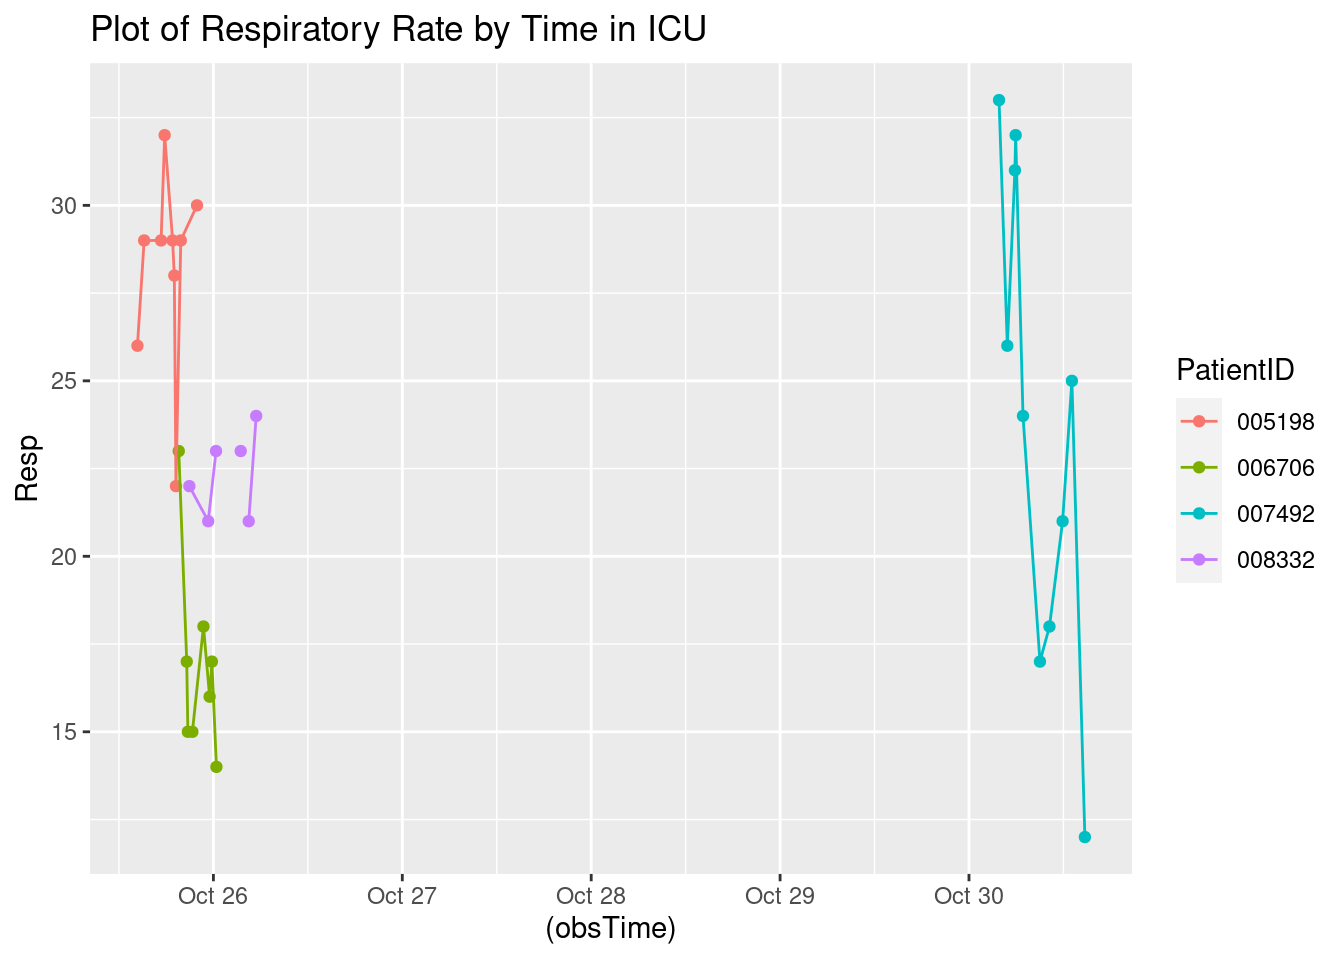 Plot of Respiratory Rate by Time in ICU
Resp
30
25
20
15
Oct 26
Oct 27
Oct 28
Oct 29
Oct 30
(obsTime)
PatientID
005198
006706
007492
008332